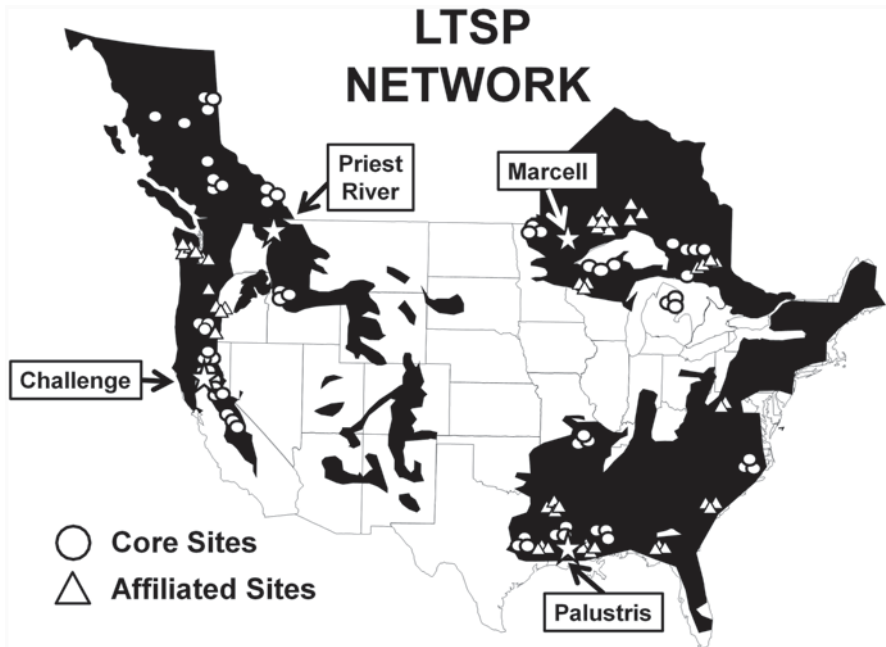 LTSP
NETWORK
Priest
River
Marcell
Challenge
Core Sites
Affiliated Sites
Palustris